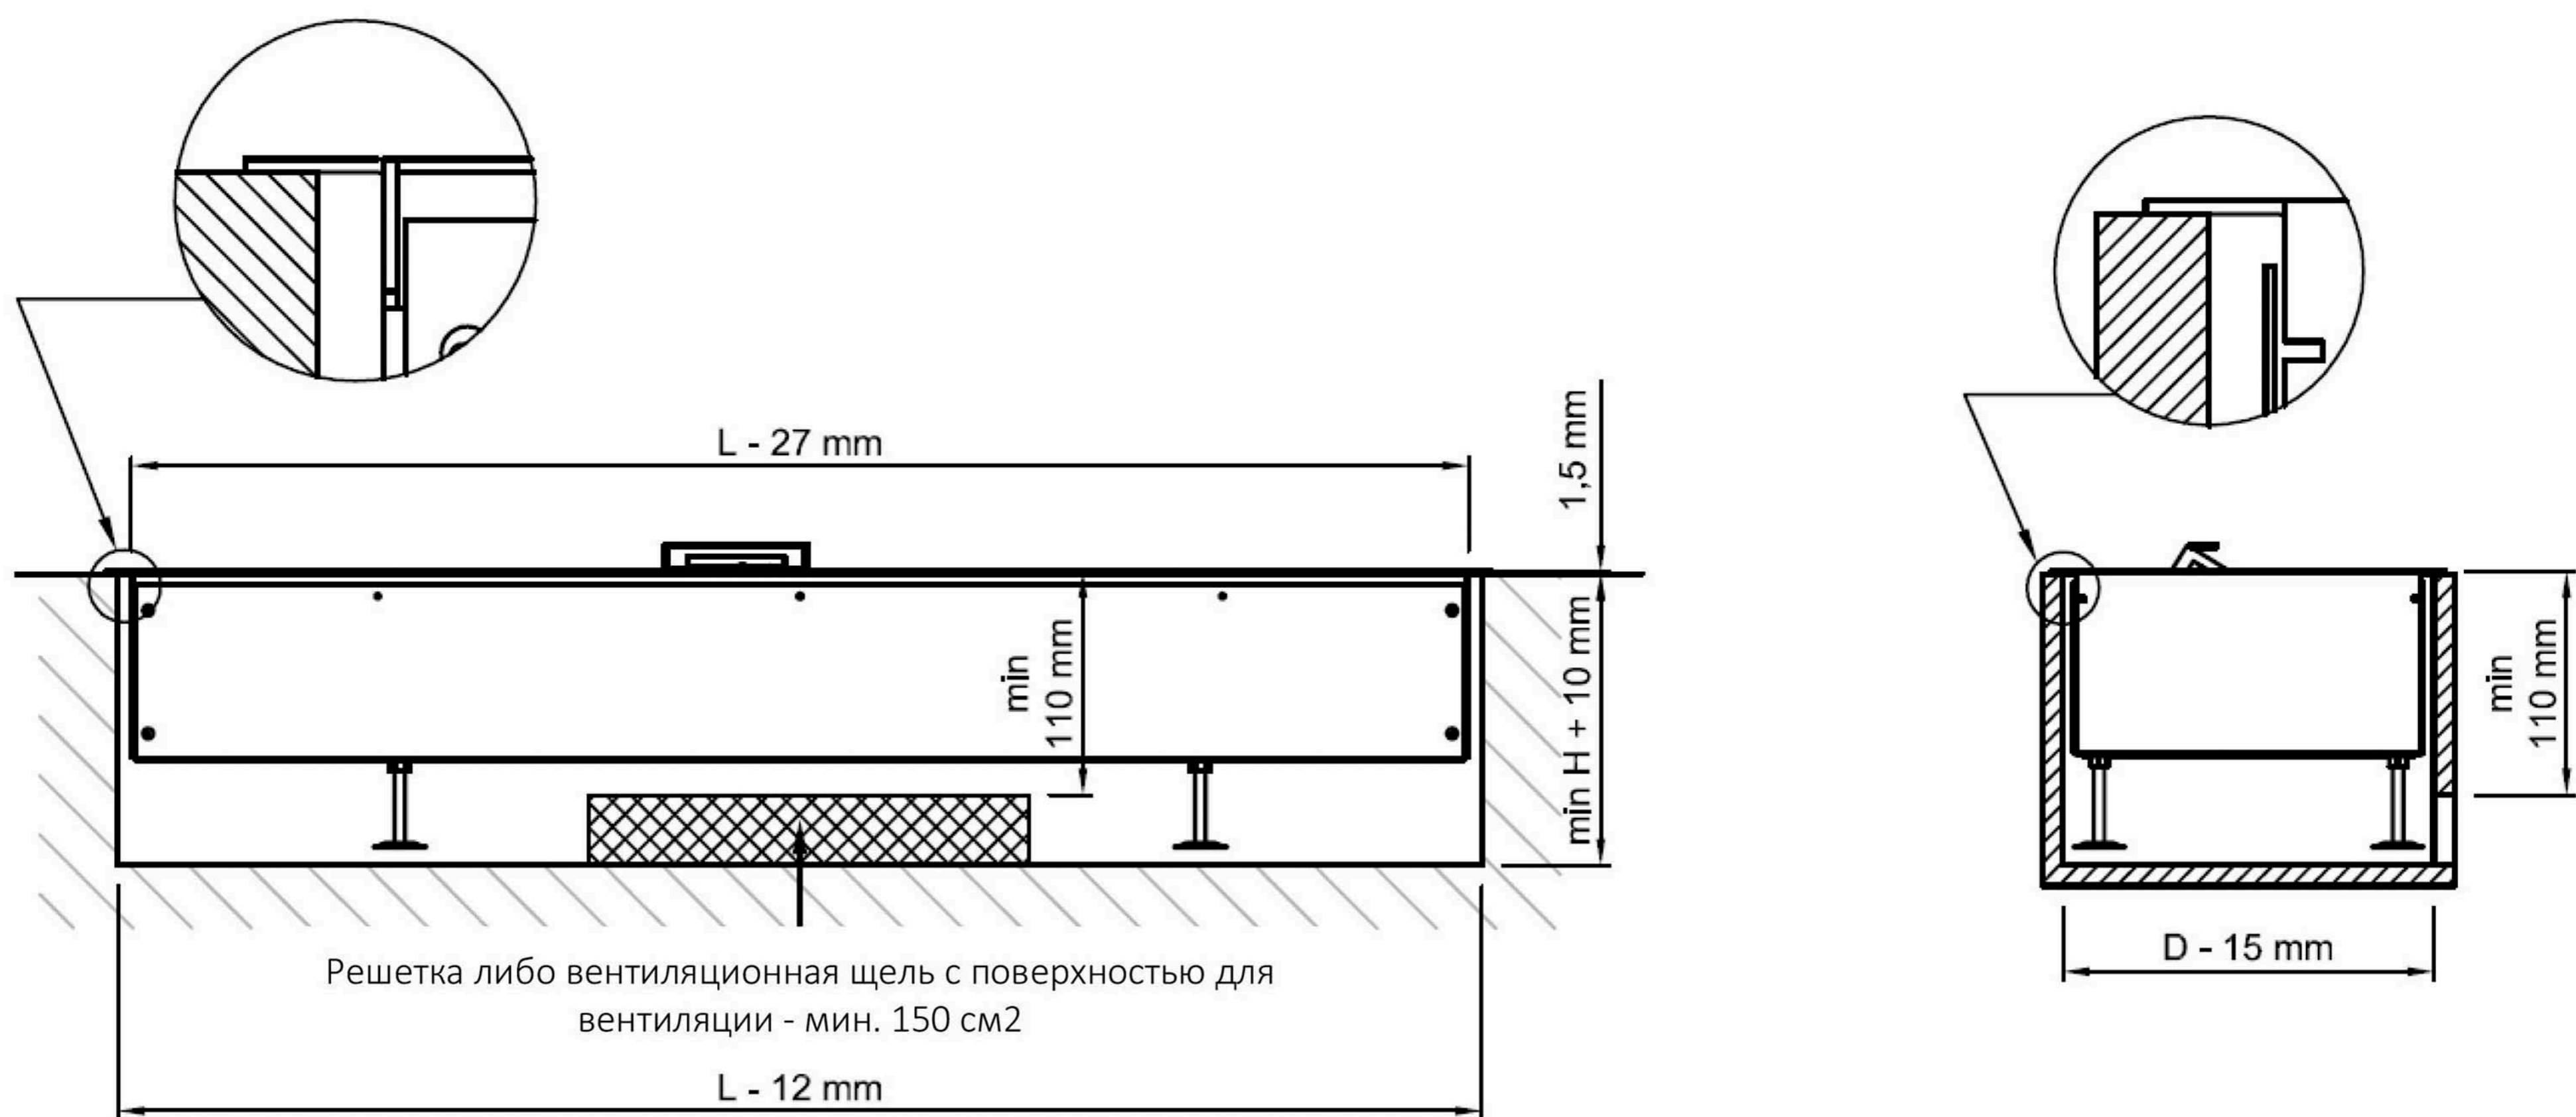 L - 27 mm
1,5 mm
min
110 mm
min H + 10 mm
min
110 mm
D - 15 mm
Решетка либо вентиляционная щель с поверхностью для
вентиляции - мин. 150 см2
L - 12 mm